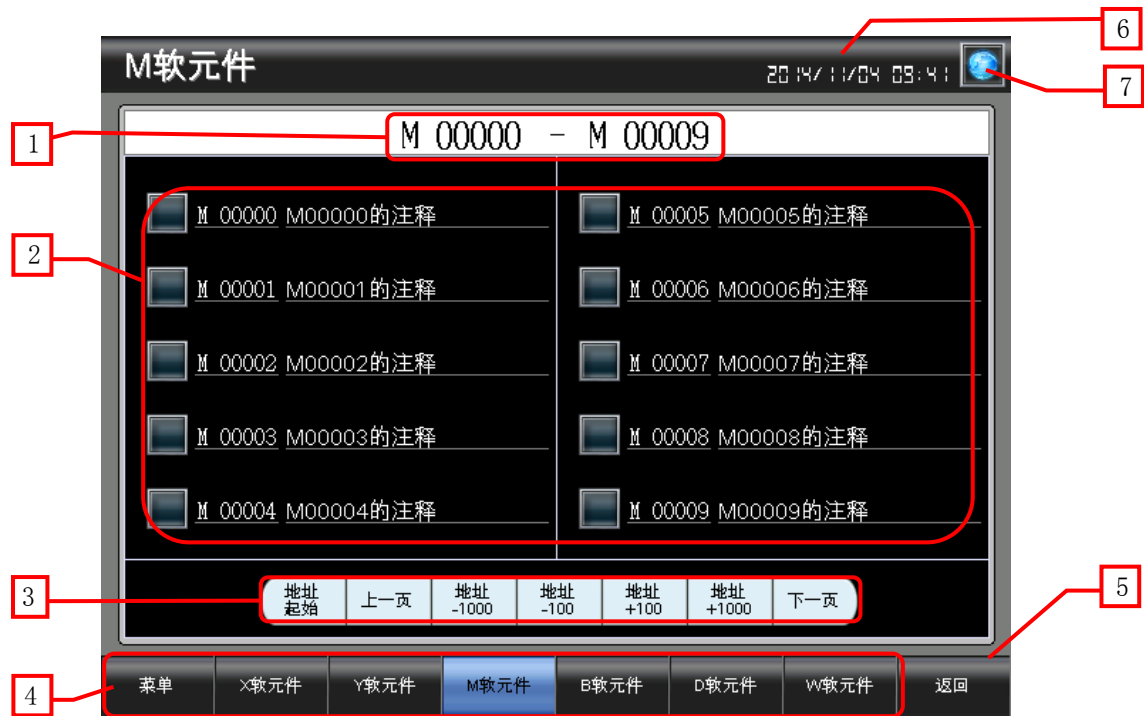 6
M软元件
2014/11/04 09:41
7
1
M 00000 - M 00009
2
M 00000 M00000的注释
M 00001 M00001的注释
M 00002 M00002的注释
M 00003 M00003的注释
M 00004 M00004的注释
M 00005 M00005的注释
M 00006 M00006的注释
M 00007 M00007的注释
M 00008 M00008的注释
M 00009 M00009的注释
3
地址
起始
上一页
地址
-1000
地址
-100
地址
+100
地址
+1000
下一页
5
4
菜单
X软元件
Y软元件
M软元件
B软元件
D软元件
W软元件
返回